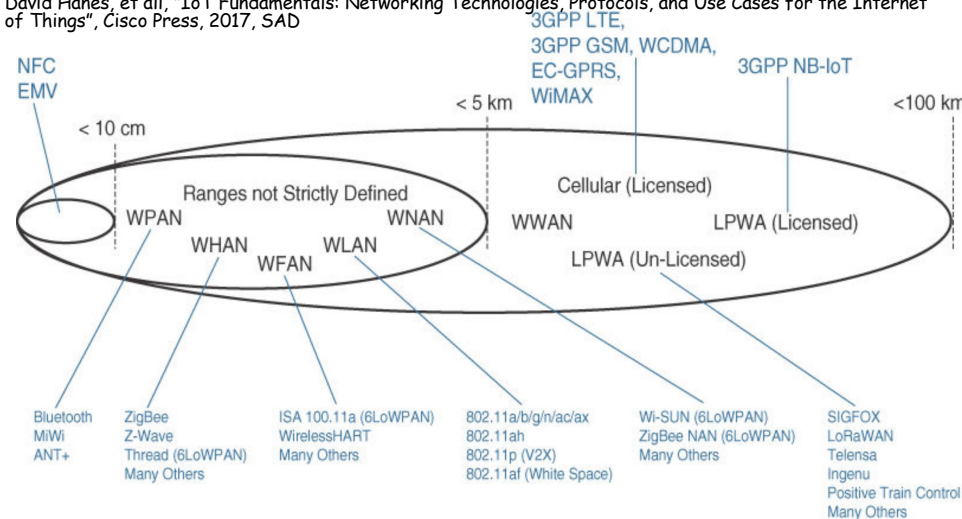 David Hanes, et all, "IoT Fundamentals: Networking Technologies, Protocols, and Use Cases for the Internet
of Things", Cisco Press, 2017, SAD
3GPP LTE,
3GPP GSM, WCDMA,
EC-GPRS,
WiMAX
3GPP NB-IoT
NFC
EMV
< 10 cm
< 5 km
<100 km
Ranges not Strictly Defined
Cellular (Licensed)
WPAN
WHAN
WFAN
WLAN
WNAN
WWAN
LPWA (Licensed)
LPWA (Un-Licensed)
Bluetooth
MiWi
ANT+
ZigBee
Z-Wave
Thread (6LoWPAN)
Many Others
ISA 100.11a (6LoWPAN)
WirelessHART
Many Others
802.11a/b/g/n/ac/ax
802.11ah
802.11p (V2X)
802.11af (White Space)
Wi-SUN (6LoWPAN)
ZigBee NAN (6LoWPAN)
Many Others
SIGFOX
LoRaWAN
Telensa
Ingenu
Positive Train Control
Many Others